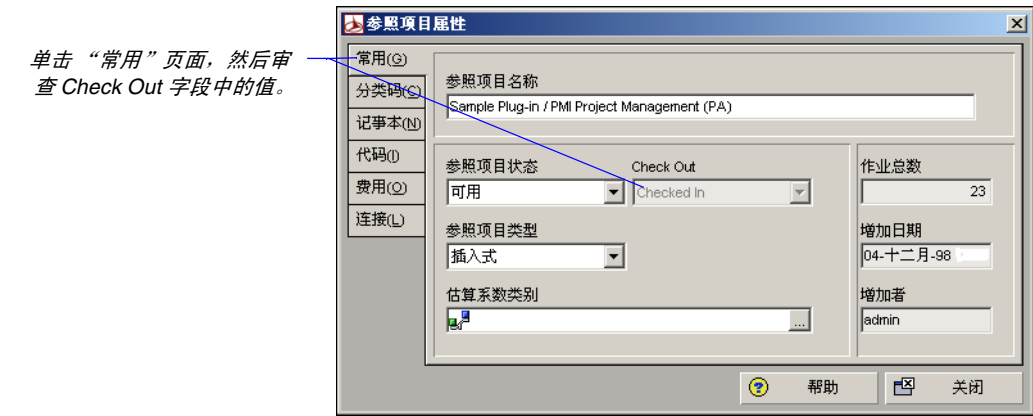 参照项目属性
单击 “常用”页面，然后审
查 Check Out 字段中的值。
常用(G)
分类码(C)
记事本(N)
代码(I)
费用(O)
连接(L)
参照项目名称
Sample Plug-in / PMI Project Management (PA)
参照项目状态
可用
Check Out
Checked In
参照项目类型
插入式
估算系数类别
...
作业总数
23
增加日期
04-十二月-98
增加者
admin
帮助
关闭